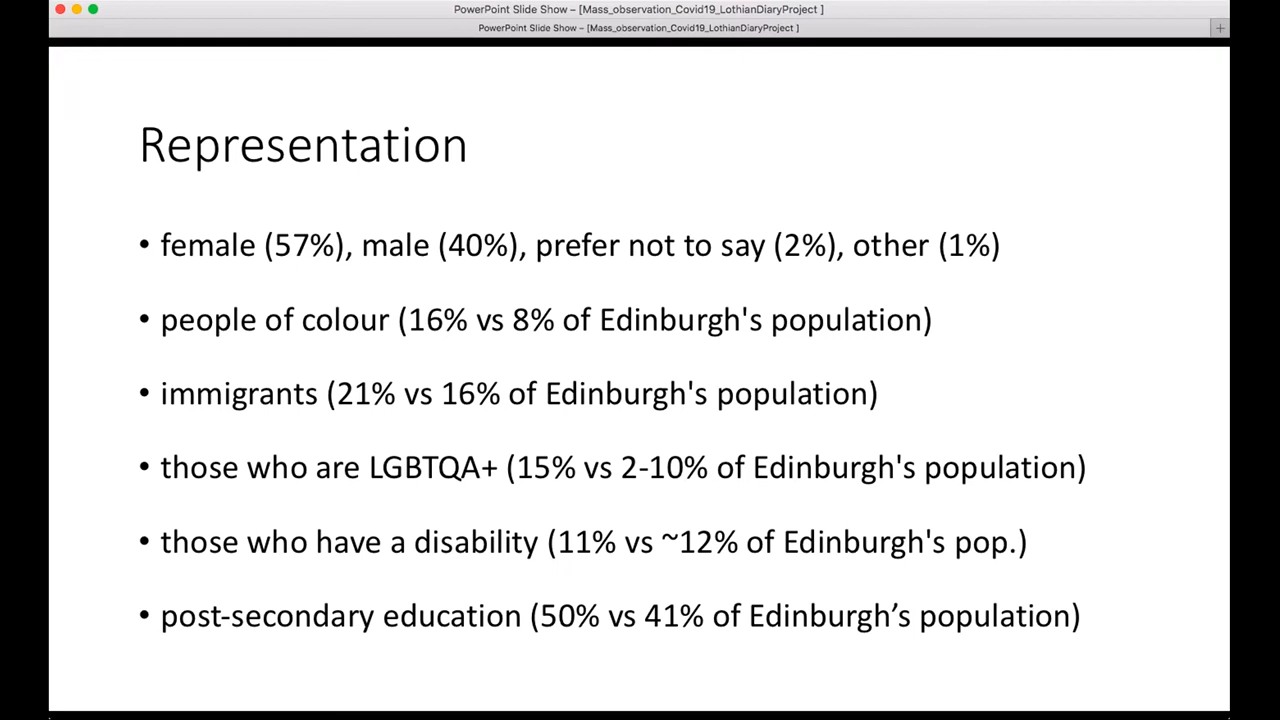 PowerPoint Slide Show – [Mass_observation_Covid19_LothianDiaryProject ]
PowerPoint Slide Show – [Mass_observation_Covid19_LothianDiaryProject ]
Representation
• female (57%), male (40%), prefer not to say (2%), other (1%)
• people of colour (16% vs 8% of Edinburgh's population)
• immigrants (21% vs 16% of Edinburgh's population)
• those who are LGBTQA+ (15% vs 2-10% of Edinburgh's population)
• those who have a disability (11% vs ~12% of Edinburgh's pop.)
• post-secondary education (50% vs 41% of Edinburgh’s population)